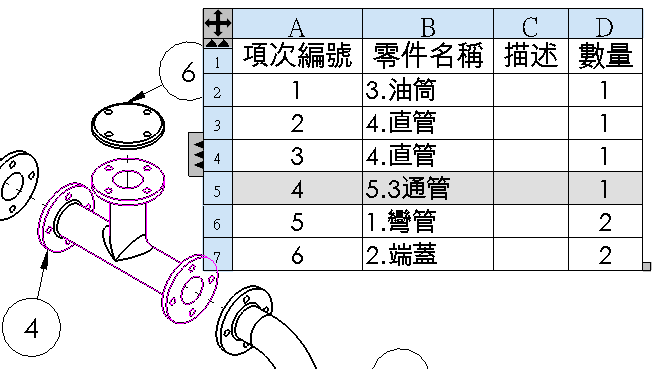 A B C D
1 項次編號 零件名稱 描述 數量
2 1 3.油筒 1
3 2 4.直管 1
4 3 4.直管 1
5 4 5.3通管 1
6 5 1.彎管 2
7 6 2.端蓋 2
6
4